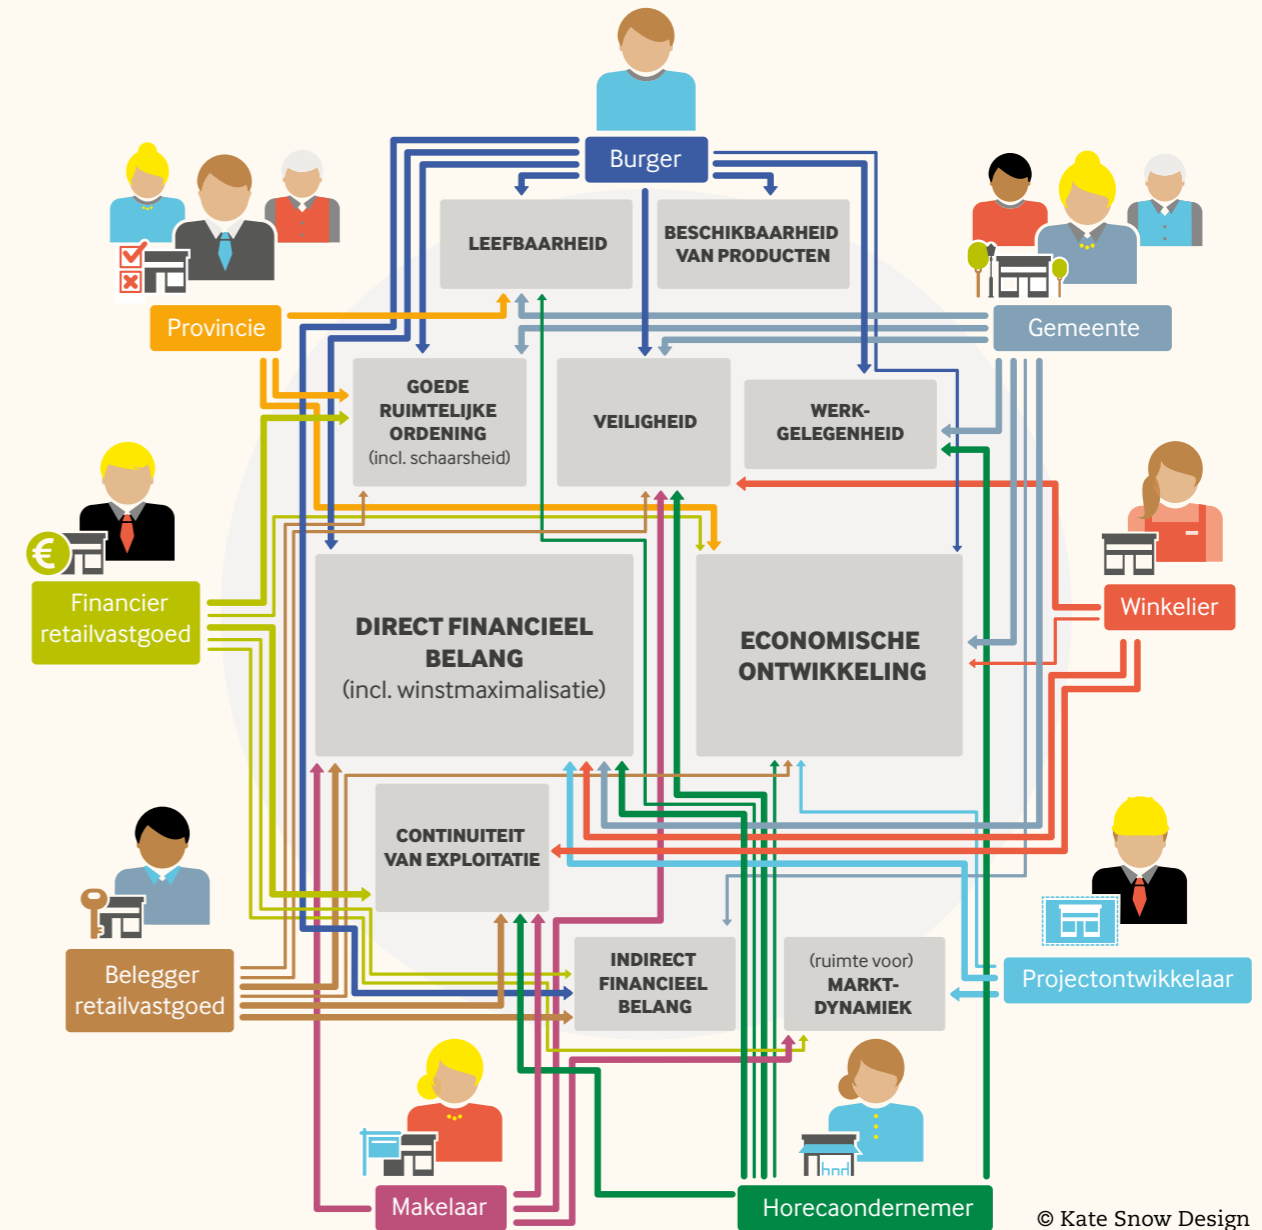 Burger
LEEFBAARHEID
BESCHIKBAARHEID
VAN PRODUCTEN
Provincie
Gemeente
GOEDE
RUIMTELIJKE
ORDENING
(incl. schaarsheid)
VEILIGHEID
WERK-
GELEGENHEID
€
Financier
retailvastgoed
Winkelier
DIRECT FINANCIEEL
BELANG
(incl. winstmaximalisatie)
ECONOMISCHE
ONTWIKKELING
CONTINUITEIT
VAN EXPLOITATIE
Belegger
retailvastgoed
INDIRECT
FINANCIEEL
BELANG
(ruimte voor)
MARKT-
DYNAMIEK
Projectontwikkelaar
Makelaar
Horecaondernemer
© Kate Snow Design